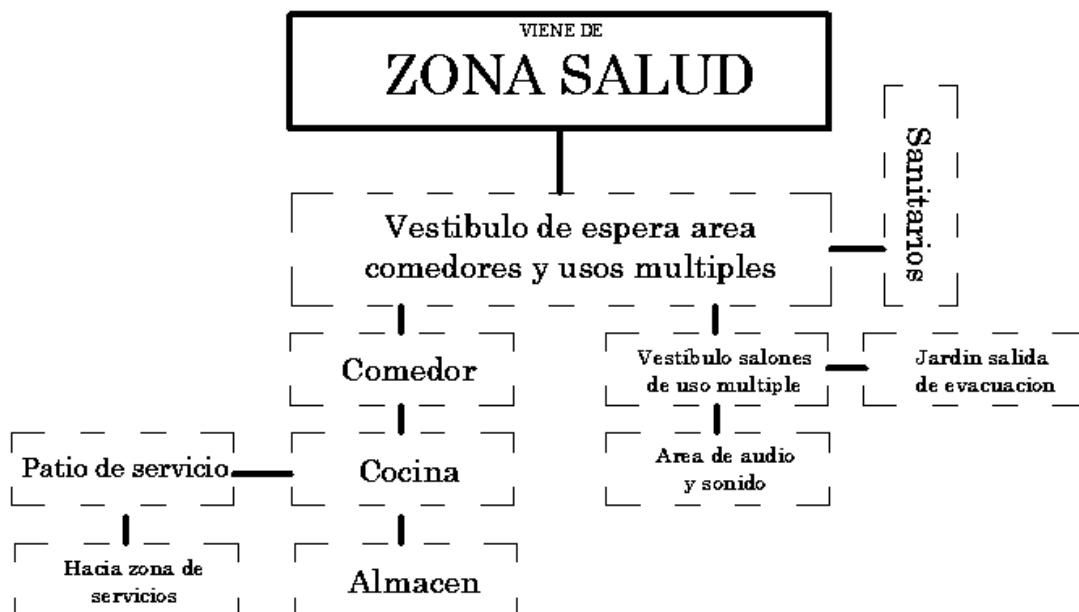 VIENE DE
ZONA SALUD
Sanitarios
Vestibulo de espera area
comedores y usos multiples
Comedor
Vestíbulo salones
de uso multiple
Jardin salida
de evacuacion
Patio de servicio
Cocina
Area de audio
y sonido
Hacia zona de
servicios
Almacen